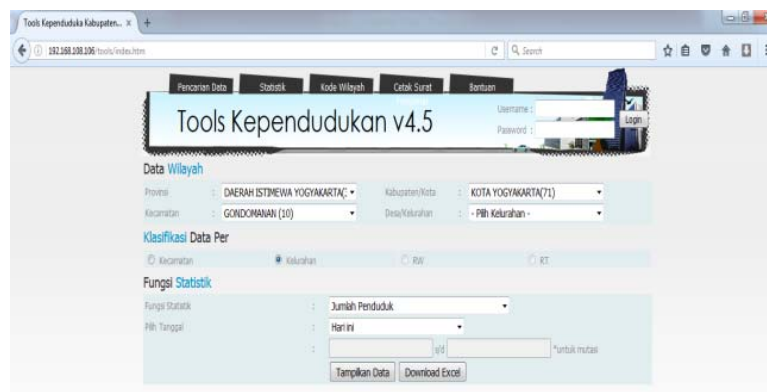 Tools Kependuduka Kabupaten... × +
192.168.108.106/tools/index.htm
Search
Pencarian Data Statistik Kode Wilayah Cetak Surat Bantuan
Tools Kependudukan v4.5
Username :
Password :
Login
Data Wilayah
Provinsi : DAERAH ISTIMEWA YOGYAKARTA(: Kabupaten/Kota : KOTA YOGYAKARTA(71)
Kecamatan : GONDOMANAN (10) Desa/Kelurahan : - Pilih Kelurahan -
Klasifikasi Data Per
Kecamatan Kelurahan RW RT
Fungsi Statistik
Fungsi Statistik : Jumlah Penduduk
Pilih Tanggal : Hari ini
: s/d *untuk mutasi
Tampilkan Data Download Excel